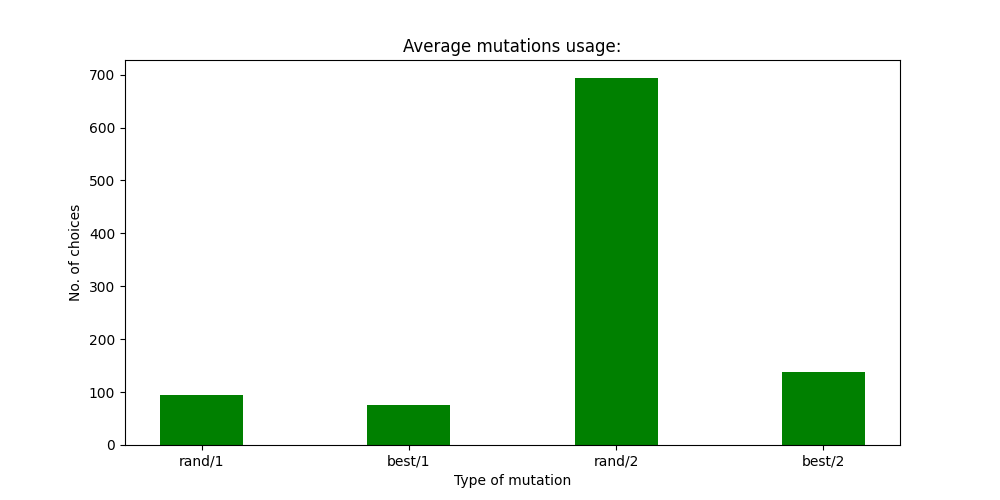 Average mutations usage:
No. of choices
700
600
500
400
300
200
100
0
rand/1
best/1
rand/2
best/2
Type of mutation